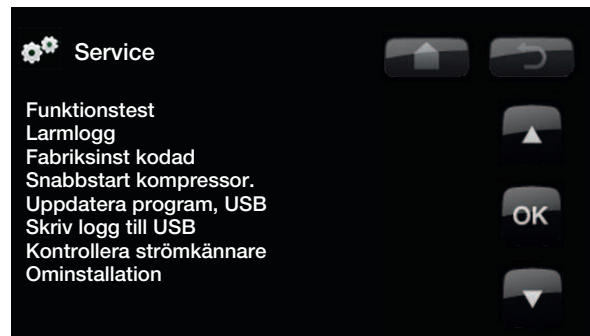 Service
Funktionstest
Larmlogg
Fabriksinst kodad
Snabbstart kompressor.
Uppdatera program, USB
Skriv logg till USB
Kontrollera strömkännare
Ominstallation
OK